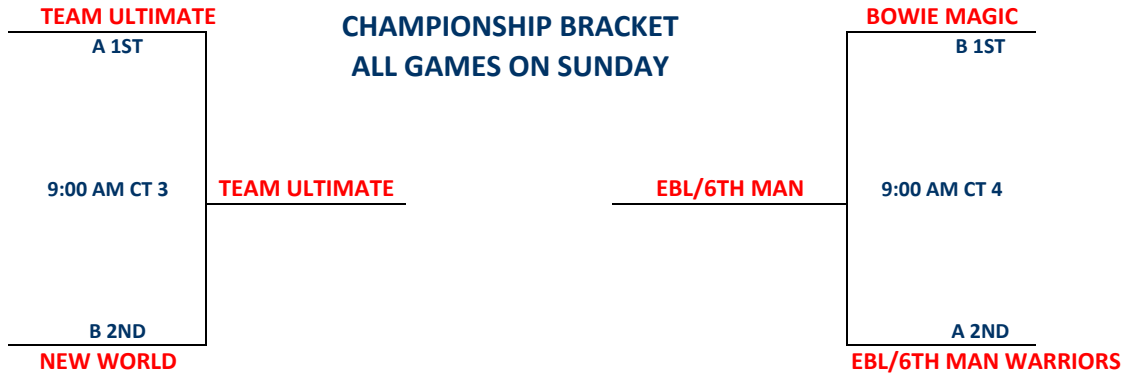 TEAM ULTIMATE
A 1ST
CHAMPIONSHIP BRACKET
ALL GAMES ON SUNDAY
BOWIE MAGIC
B 1ST
9:00 AM CT 3
TEAM ULTIMATE
EBL/6TH MAN
9:00 AM CT 4
B 2ND
NEW WORLD
A 2ND
EBL/6TH MAN WARRIORS